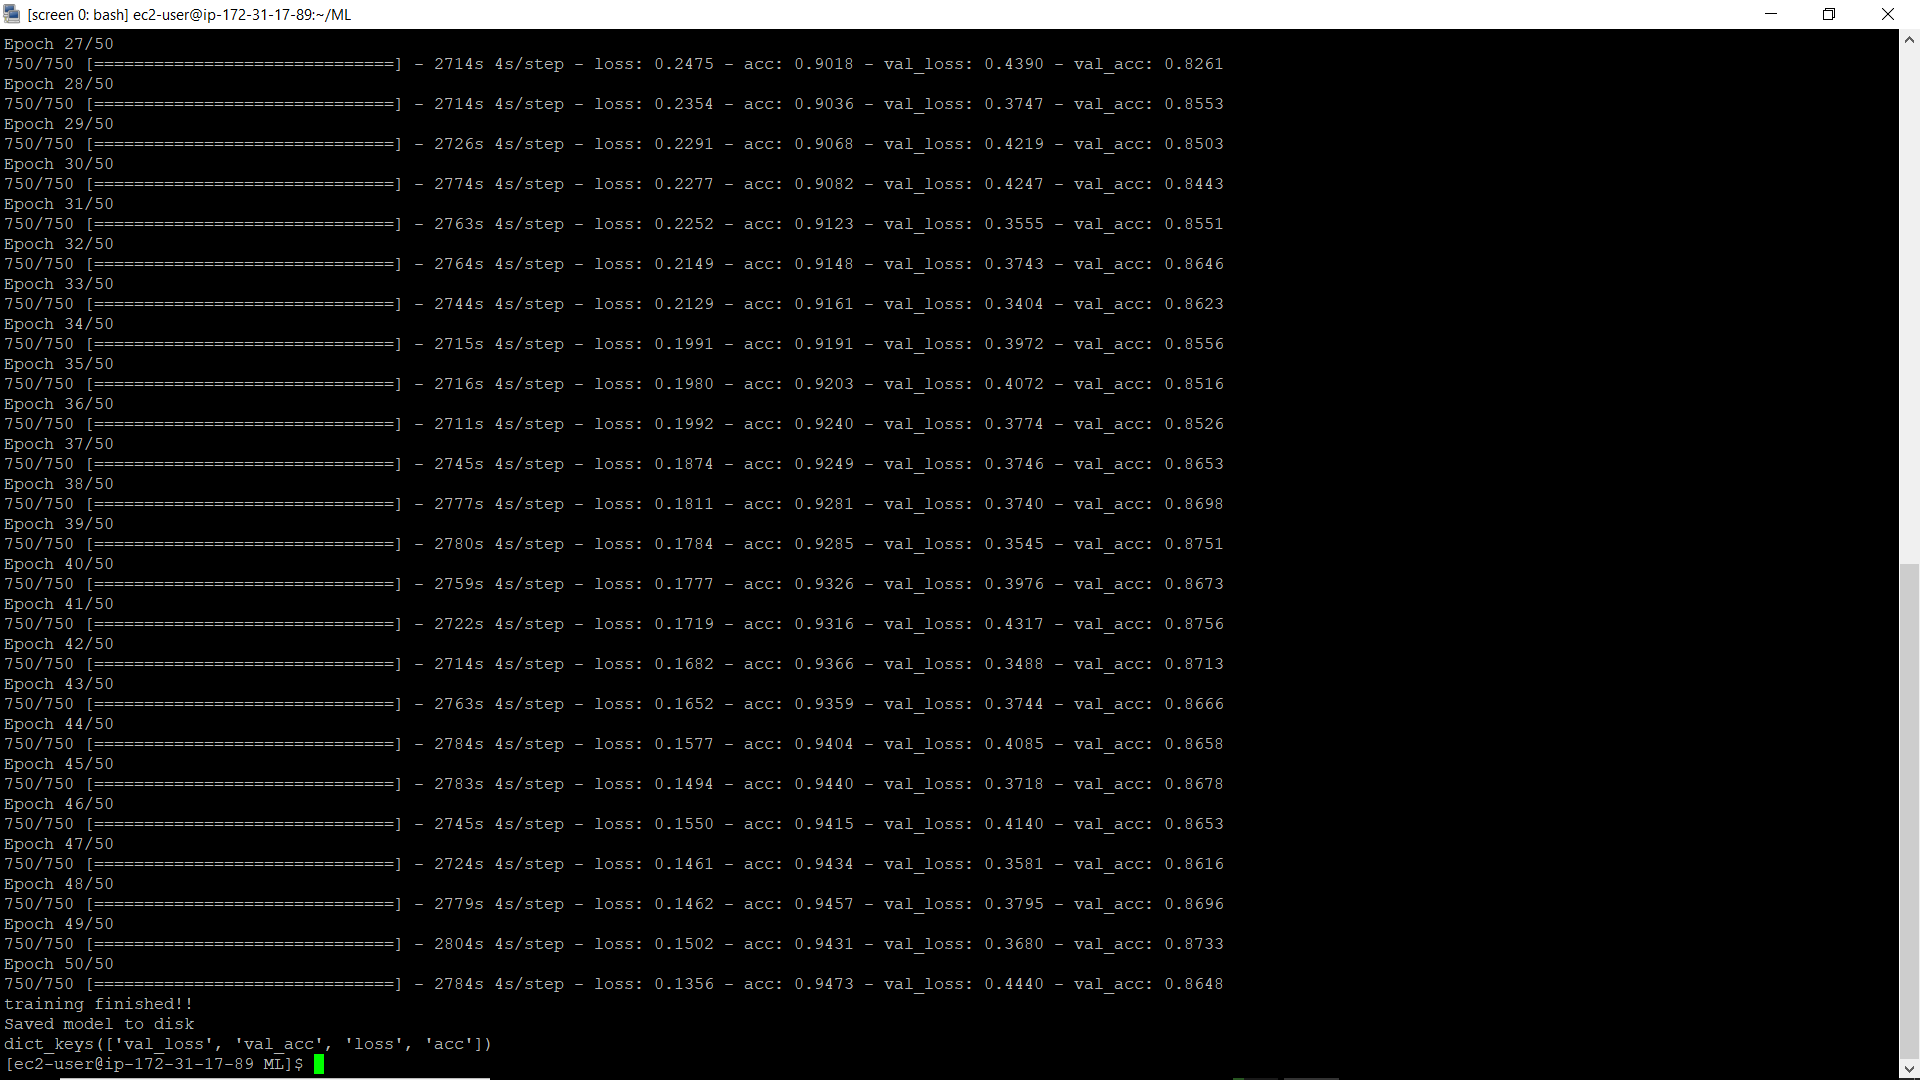 [screen 0: bash] ec2-user@ip-172-31-17-89:~/ML
Epoch 27/50
750/750 [==============================] - 2714s 4s/step - loss: 0.2475 - acc: 0.9018 - val_loss: 0.4390 - val_acc: 0.8261
Epoch 28/50
750/750 [==============================] - 2714s 4s/step - loss: 0.2354 - acc: 0.9036 - val_loss: 0.3747 - val_acc: 0.8553
Epoch 29/50
750/750 [==============================] - 2726s 4s/step - loss: 0.2291 - acc: 0.9068 - val_loss: 0.4219 - val_acc: 0.8503
Epoch 30/50
750/750 [==============================] - 2774s 4s/step - loss: 0.2277 - acc: 0.9082 - val_loss: 0.4247 - val_acc: 0.8443
Epoch 31/50
750/750 [==============================] - 2763s 4s/step - loss: 0.2252 - acc: 0.9123 - val_loss: 0.3555 - val_acc: 0.8551
Epoch 32/50
750/750 [==============================] - 2764s 4s/step - loss: 0.2149 - acc: 0.9148 - val_loss: 0.3743 - val_acc: 0.8646
Epoch 33/50
750/750 [==============================] - 2744s 4s/step - loss: 0.2129 - acc: 0.9161 - val_loss: 0.3404 - val_acc: 0.8623
Epoch 34/50
750/750 [==============================] - 2715s 4s/step - loss: 0.1991 - acc: 0.9191 - val_loss: 0.3972 - val_acc: 0.8556
Epoch 35/50
750/750 [==============================] - 2716s 4s/step - loss: 0.1980 - acc: 0.9203 - val_loss: 0.4072 - val_acc: 0.8516
Epoch 36/50
750/750 [==============================] - 2711s 4s/step - loss: 0.1992 - acc: 0.9240 - val_loss: 0.3774 - val_acc: 0.8526
Epoch 37/50
750/750 [==============================] - 2745s 4s/step - loss: 0.1874 - acc: 0.9249 - val_loss: 0.3746 - val_acc: 0.8653
Epoch 38/50
750/750 [==============================] - 2777s 4s/step - loss: 0.1811 - acc: 0.9281 - val_loss: 0.3740 - val_acc: 0.8698
Epoch 39/50
750/750 [==============================] - 2780s 4s/step - loss: 0.1784 - acc: 0.9285 - val_loss: 0.3545 - val_acc: 0.8751
Epoch 40/50
750/750 [==============================] - 2759s 4s/step - loss: 0.1777 - acc: 0.9326 - val_loss: 0.3976 - val_acc: 0.8673
Epoch 41/50
750/750 [==============================] - 2722s 4s/step - loss: 0.1719 - acc: 0.9316 - val_loss: 0.4317 - val_acc: 0.8756
Epoch 42/50
750/750 [==============================] - 2714s 4s/step - loss: 0.1682 - acc: 0.9366 - val_loss: 0.3488 - val_acc: 0.8713
Epoch 43/50
750/750 [==============================] - 2763s 4s/step - loss: 0.1652 - acc: 0.9359 - val_loss: 0.3744 - val_acc: 0.8666
Epoch 44/50
750/750 [==============================] - 2784s 4s/step - loss: 0.1577 - acc: 0.9404 - val_loss: 0.4085 - val_acc: 0.8658
Epoch 45/50
750/750 [==============================] - 2783s 4s/step - loss: 0.1494 - acc: 0.9440 - val_loss: 0.3718 - val_acc: 0.8678
Epoch 46/50
750/750 [==============================] - 2745s 4s/step - loss: 0.1550 - acc: 0.9415 - val_loss: 0.4140 - val_acc: 0.8653
Epoch 47/50
750/750 [==============================] - 2724s 4s/step - loss: 0.1461 - acc: 0.9434 - val_loss: 0.3581 - val_acc: 0.8616
Epoch 48/50
750/750 [==============================] - 2779s 4s/step - loss: 0.1462 - acc: 0.9457 - val_loss: 0.3795 - val_acc: 0.8696
Epoch 49/50
750/750 [==============================] - 2804s 4s/step - loss: 0.1502 - acc: 0.9431 - val_loss: 0.3680 - val_acc: 0.8733
Epoch 50/50
750/750 [==============================] - 2784s 4s/step - loss: 0.1356 - acc: 0.9473 - val_loss: 0.4440 - val_acc: 0.8648
training finished!!
Saved model to disk
dict_keys(['val_loss', 'val_acc', 'loss', 'acc'])
[ec2-user@ip-172-31-17-89 ML]$